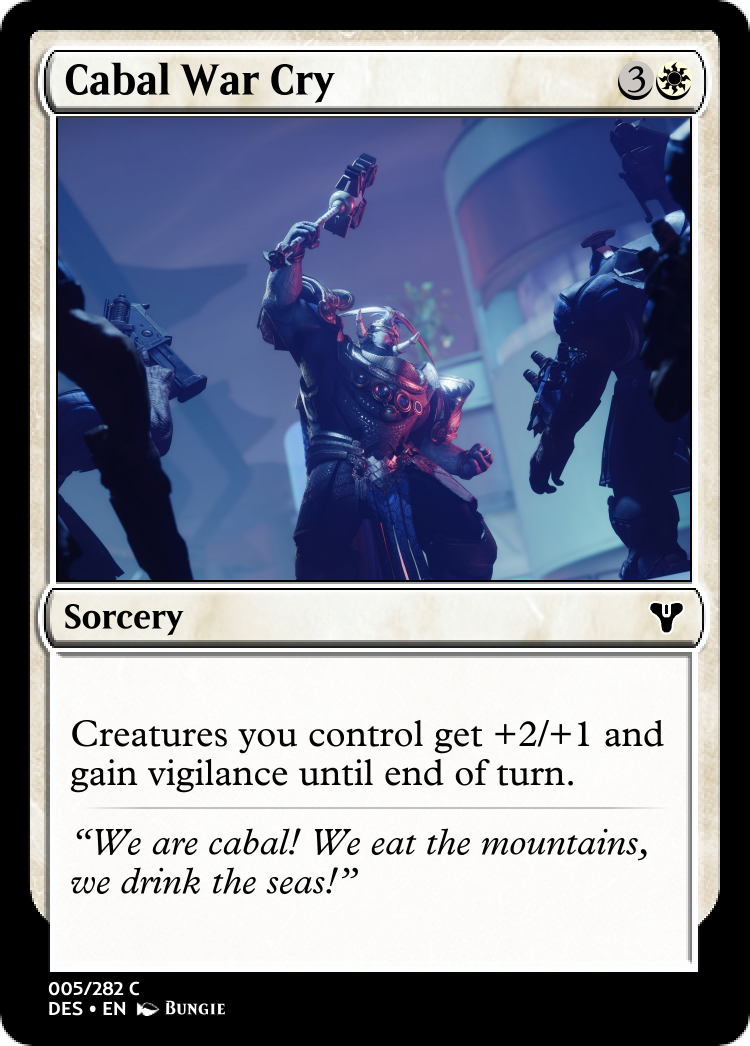 Cabal War Cry 3
Sorcery
Creatures you control get +2/+1 and
gain vigilance until end of turn.
“We are cabal! We eat the mountains,
we drink the seas!”
005/282 C
DES • EN BUNGIE